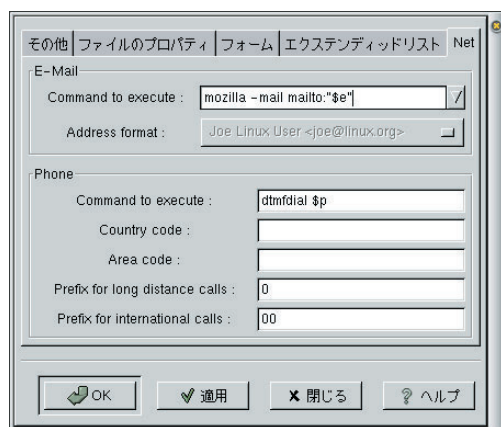 その他 ファイルのプロパティ フォーム エクステンディッドリスト Net
E-Mail
Command to execute : mozilla -mail mailto:"$e"
Address format : Joe Linux User <joe@linux.org>
Phone
Command to execute : dtmfdial $p
Country code :
Area code :
Prefix for long distance calls : 0
Prefix for international calls : 00
OK 適用 閉じる ヘルプ